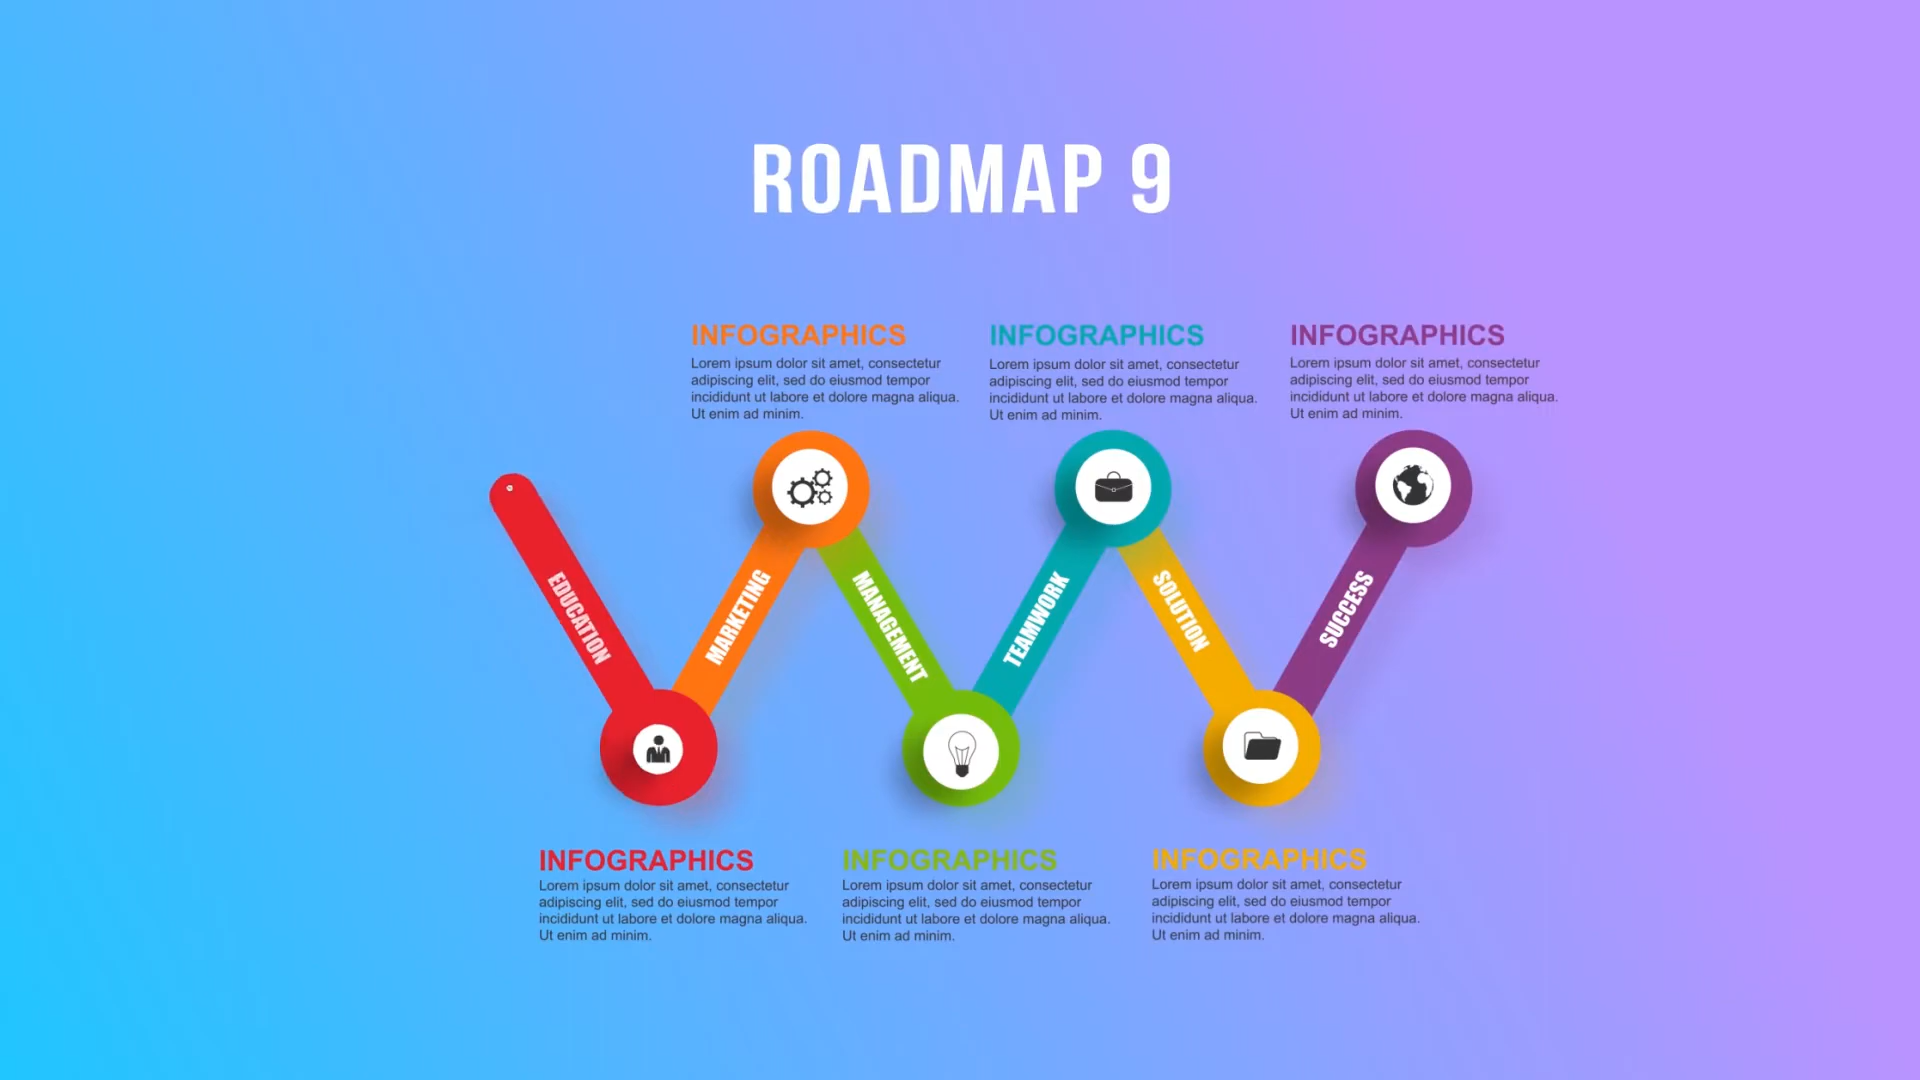 ROADMAP 9
INFOGRAPHICS
Lorem ipsum dolor sit amet, consectetur
adipiscing elit, sed do eiusmod tempor
incididunt ut labore et dolore magna aliqua.
Ut enim ad minim.
INFOGRAPHICS
Lorem ipsum dolor sit amet, consectetur
adipiscing elit, sed do eiusmod tempor
incididunt ut labore et dolore magna aliqua.
Ut enim ad minim.
INFOGRAPHICS
Lorem ipsum dolor sit amet, consectetur
adipiscing elit, sed do eiusmod tempor
incididunt ut labore et dolore magna aliqua.
Ut enim ad minim.
EDUCATION
MARKETING
MANAGEMENT
TEAMWORK
SOLUTION
SUCCESS
INFOGRAPHICS
Lorem ipsum dolor sit amet, consectetur
adipiscing elit, sed do eiusmod tempor
incididunt ut labore et dolore magna aliqua.
Ut enim ad minim.
INFOGRAPHICS
Lorem ipsum dolor sit amet, consectetur
adipiscing elit, sed do eiusmod tempor
incididunt ut labore et dolore magna aliqua.
Ut enim ad minim.
INFOGRAPHICS
Lorem ipsum dolor sit amet, consectetur
adipiscing elit, sed do eiusmod tempor
incididunt ut labore et dolore magna aliqua.
Ut enim ad minim.